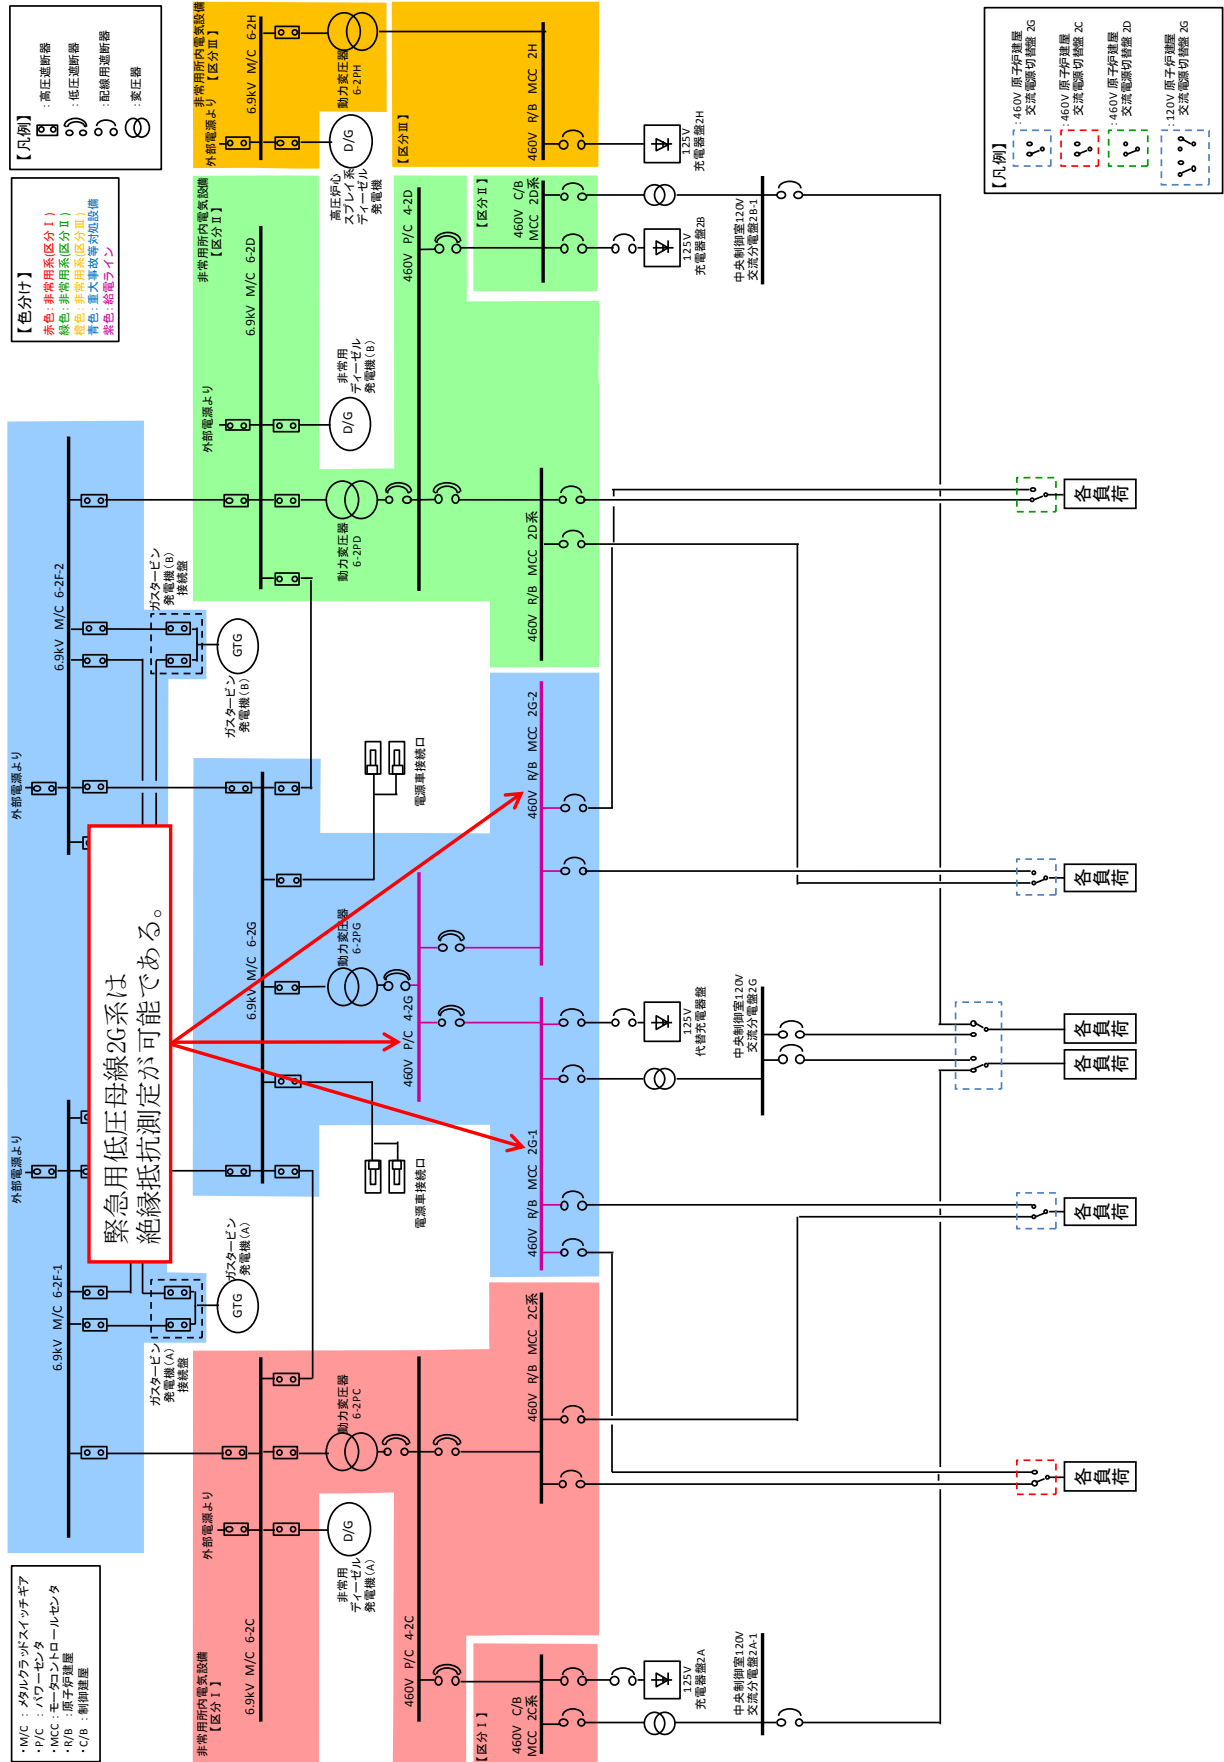 ・M/C ：メタルクラッドスイッチギア
・P/C ：パワーセンタ
・MCC：モータコントロールセンタ
・R/B ：原子炉建屋
・C/B ：制御建屋
【色分け】
赤色：非常用系(区分Ⅰ)
緑色：非常用系(区分Ⅱ)
橙色：非常用系(区分Ⅲ)
青色：重大事故等対処設備
紫色：給電ライン
【凡例】
：高圧遮断器
：低圧遮断器
：配線用遮断器
：変圧器
外部電源より
6.9kV M/C 6-2F-1
外部電源より
6.9kV M/C 6-2F-2
緊急用低圧母線2G系は
絶縁抵抗測定が可能である。
ガスタービン
発電機(A)
接続盤
GTG
ガスタービン
発電機(A)
ガスタービン
発電機(B)
接続盤
GTG
ガスタービン
発電機(B)
非常用所内電気設備
【区分Ⅰ】
外部電源より
6.9kV M/C 6-2C
D/G
非常用
ディーゼル
発電機(A)
動力変圧器
6-2PC
460V P/C 4-2C
【区分Ⅰ】
460V C/B
MCC 2C系
460V R/B MCC 2C系
6.9kV M/C 6-2G
電源車接続口
動力変圧器
6-2PG
電源車接続口
460V P/C 4-2G
460V R/B MCC 2G-1
460V R/B MCC 2G-2
非常用所内電気設備
【区分Ⅱ】
外部電源より
6.9kV M/C 6-2D
動力変圧器
6-2PD
D/G
非常用
ディーゼル
発電機(B)
460V P/C 4-2D
460V R/B MCC 2D系
【区分Ⅱ】
460V C/B
MCC 2D系
非常用所内電気設備
【区分Ⅲ】
外部電源より
6.9kV M/C 6-2H
D/G
高圧炉心
スプレイ系
ディーゼル
発電機
動力変圧器
6-2PH
【区分Ⅲ】
460V R/B MCC 2H
125V
充電器盤2A
中央制御室120V
交流分電盤2A-1
125V
代替充電器盤
中央制御室120V
交流分電盤2G
125V
充電器盤2B
中央制御室120V
交流分電盤2B-1
125V
充電器盤2H
各負荷
各負荷
各負荷
各負荷
各負荷
各負荷
【凡例】
：460V 原子炉建屋
交流電源切替盤 2G
：460V 原子炉建屋
交流電源切替盤 2C
：460V 原子炉建屋
交流電源切替盤 2D
：120V 原子炉建屋
交流電源切替盤 2G